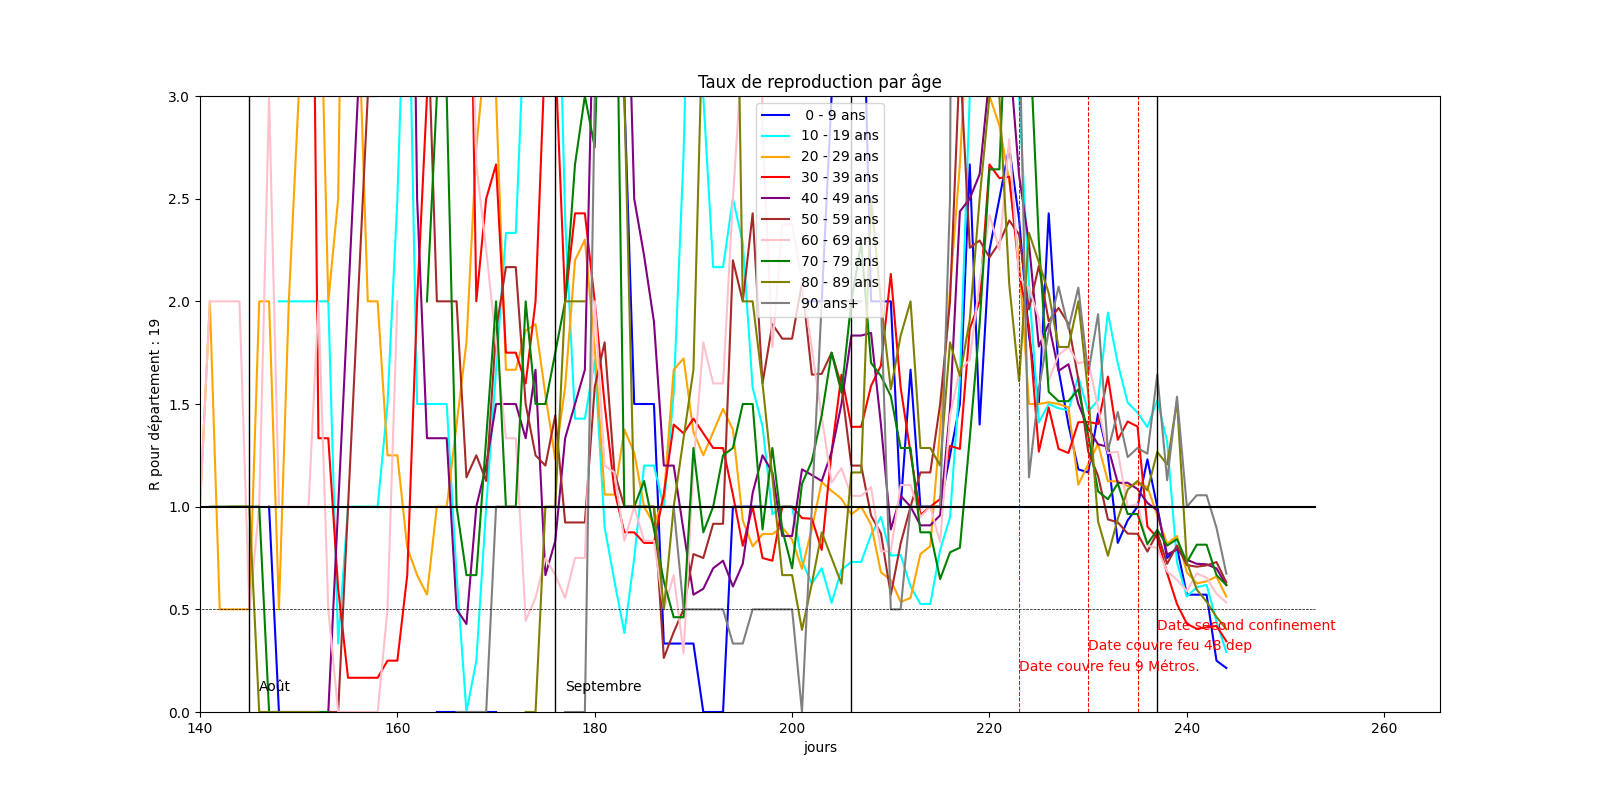 Taux de reproduction par âge
R pour département : 19
3.0
2.5
2.0
1.5
1.0
0.5
0.0
0 - 9 ans
10 - 19 ans
20 - 29 ans
30 - 39 ans
40 - 49 ans
50 - 59 ans
60 - 69 ans
70 - 79 ans
80 - 89 ans
90 ans+
Date second confinement
Date couvre feu 48 dep
Date couvre feu 9 Métros.
Août
Septembre
140
160
180
200
220
240
260
jours